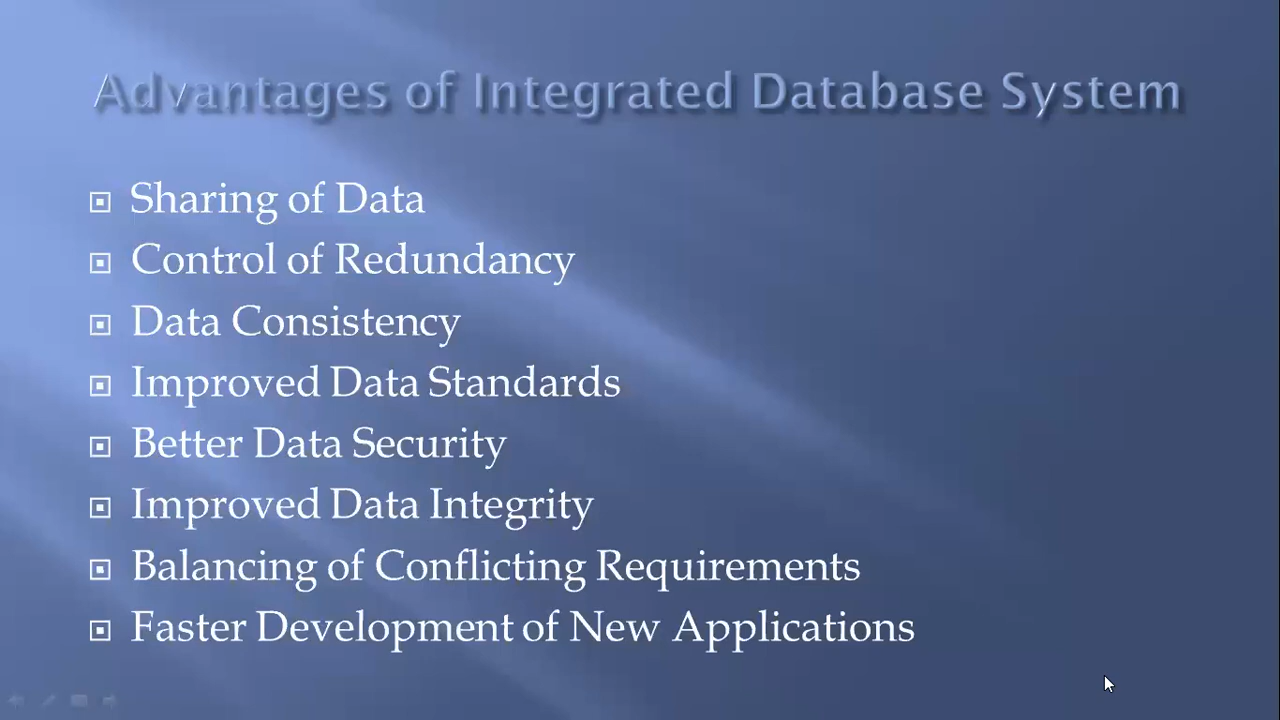 Advantages of Integrated Database System
Sharing of Data
Control of Redundancy
Data Consistency
Improved Data Standards
Better Data Security
Improved Data Integrity
Balancing of Conflicting Requirements
Faster Development of New Applications